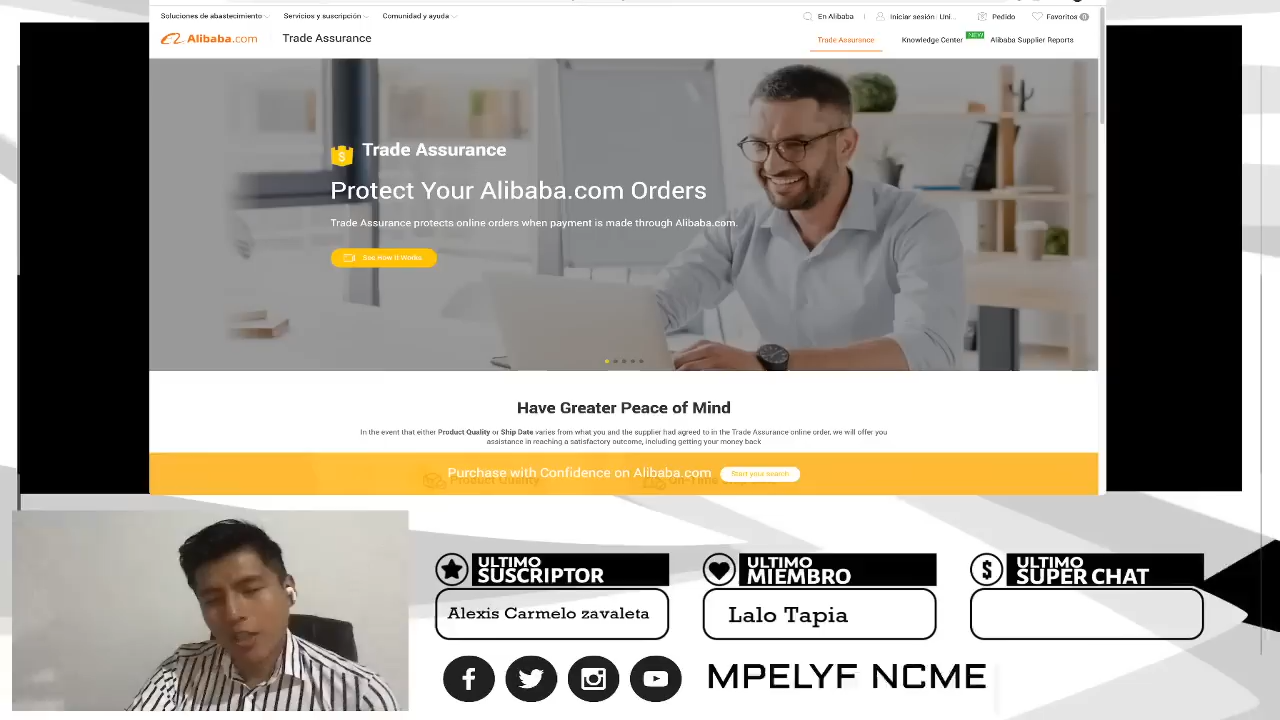 Soluciones de abastecimiento Servicios y suscripción Comunidad y ayuda En Alibaba Iniciar sesión Uni... Pedido Favoritos 0
Alibaba.com Trade Assurance Trade Assurance Knowledge Center NEW Alibaba Supplier Reports
Trade Assurance
Protect Your Alibaba.com Orders
Trade Assurance protects online orders when payment is made through Alibaba.com.
See How It Works
Have Greater Peace of Mind
In the event that either Product Quality or Ship Date varies from what you and the supplier had agreed to in the Trade Assurance online order, we will offer you
assistance in reaching a satisfactory outcome, including getting your money back
Purchase with Confidence on Alibaba.com Start your search
Product Quality
ULTIMO
SUSCRIPTOR
Alexis Carmelo zavaleta
ULTIMO
MIEMBRO
Lalo Tapia
ULTIMO
SUPER CHAT
MPELYF NCME